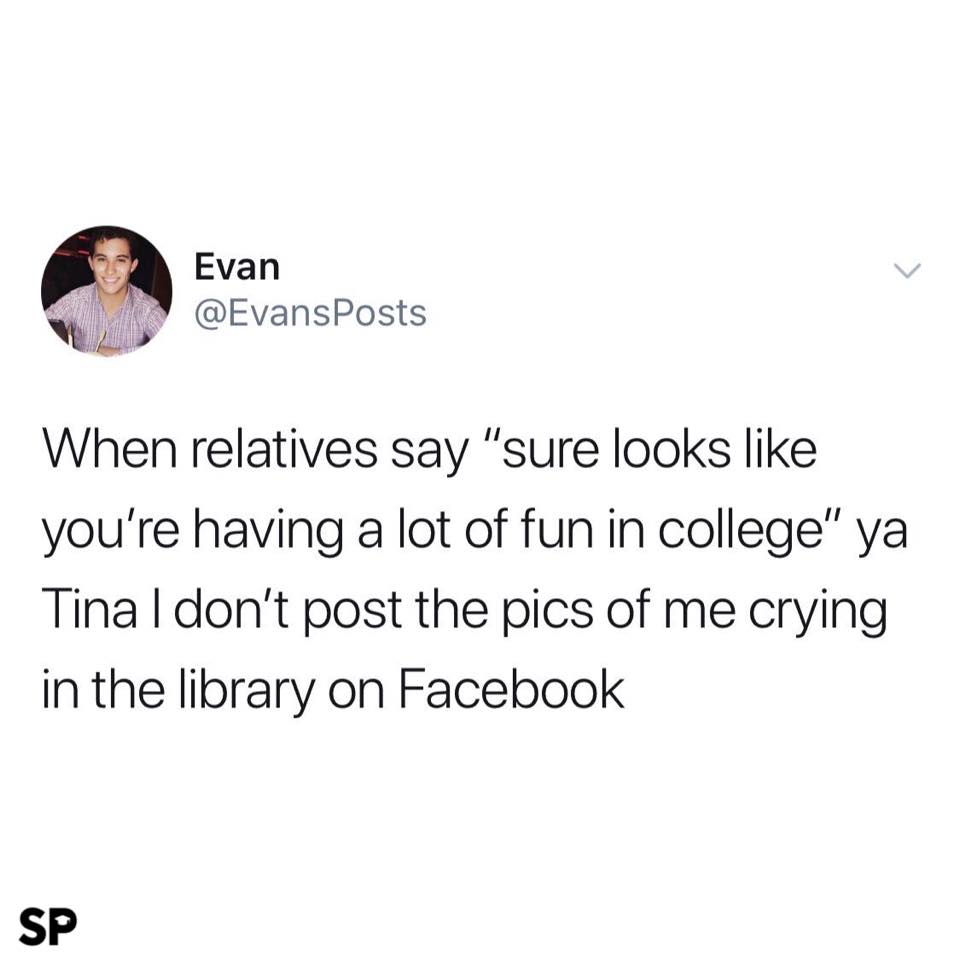 Evan
@EvansPosts
When relatives say "sure looks like
you're having a lot of fun in college" ya
Tina I don't post the pics of me crying
in the library on Facebook
SP